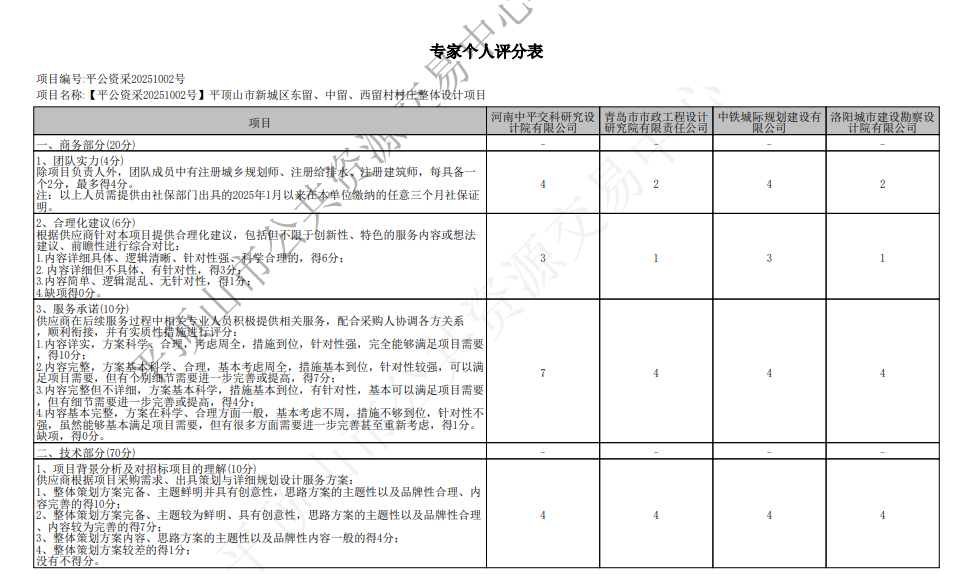 专家个人评分表
项目编号:平公资采20251002号
项目名称:【平公资采20251002号】平顶山市新城区东留、中留、西留村村庄整体设计项目
项目
河南中平交科研究设
计院有限公司
青岛市市政工程设计
研究院有限责任公司
中铁城际规划建设有
限公司
洛阳城市建设勘察设
计院有限公司
一、商务部分(20分)
-
-
-
-
1、团队实力(4分)
除项目负责人外，团队成员中有注册城乡规划师、注册给排水、注册建筑师，每具备一
个2分，最多得4分。
注：以上人员需提供由社保部门出具的2025年1月以来在本单位缴纳的任意三个月社保证
明。
4
2
4
2
2、合理化建议(6分)
根据供应商针对本项目提供合理化建议，包括但不限于创新性、特色的服务内容或想法
建议、前瞻性进行综合对比：
1.内容详细具体、逻辑清晰、针对性强、科学合理的，得6分；
2.内容详细但不具体、有针对性，得3分；
3.内容简单、逻辑混乱、无针对性，得1分；
4.缺项得0分。
3
1
3
1
3、服务承诺(10分)
供应商在后续服务过程中相关专业人员积极提供相关服务，配合采购人协调各方关系
，顺利衔接，并有实质性措施进行评分：
1.内容详实，方案科学、合理，考虑周全，措施到位，针对性强，完全能够满足项目需要
，得10分；
2.内容完整，方案基本科学、合理，基本考虑周全，措施基本到位，针对性较强，可以满
足项目需要，但有个别细节需要进一步完善或提高，得7分；
3.内容完整但不详细，方案基本科学，措施基本到位，有针对性，基本可以满足项目需要
，但有细节需要进一步完善或提高，得4分；
4.内容基本完整，方案在科学、合理方面一般，基本考虑不周，措施不够到位，针对性不
强，虽然能够基本满足项目需要，但有很多方面需要进一步完善甚至重新考虑，得1分。
缺项，得0分。
7
4
4
4
二、技术部分(70分)
-
-
-
-
1、项目背景分析及对招标项目的理解(10分)
供应商根据项目采购需求、出具策划与详细规划设计服务方案：
1、整体策划方案完备、主题鲜明并具有创意性，思路方案的主题性以及品牌性合理、内
容完善的得10分；
2、整体策划方案完备、主题较为鲜明、具有创意性，思路方案的主题性以及品牌性合理
、内容较为完善的得7分；
3、整体策划方案内容、思路方案的主题性以及品牌性内容一般的得4分；
4、整体策划方案较差的得1分；
没有不得分。
4
4
4
4
平顶山市公共资源交易中心
平顶山市公共资源交易中心